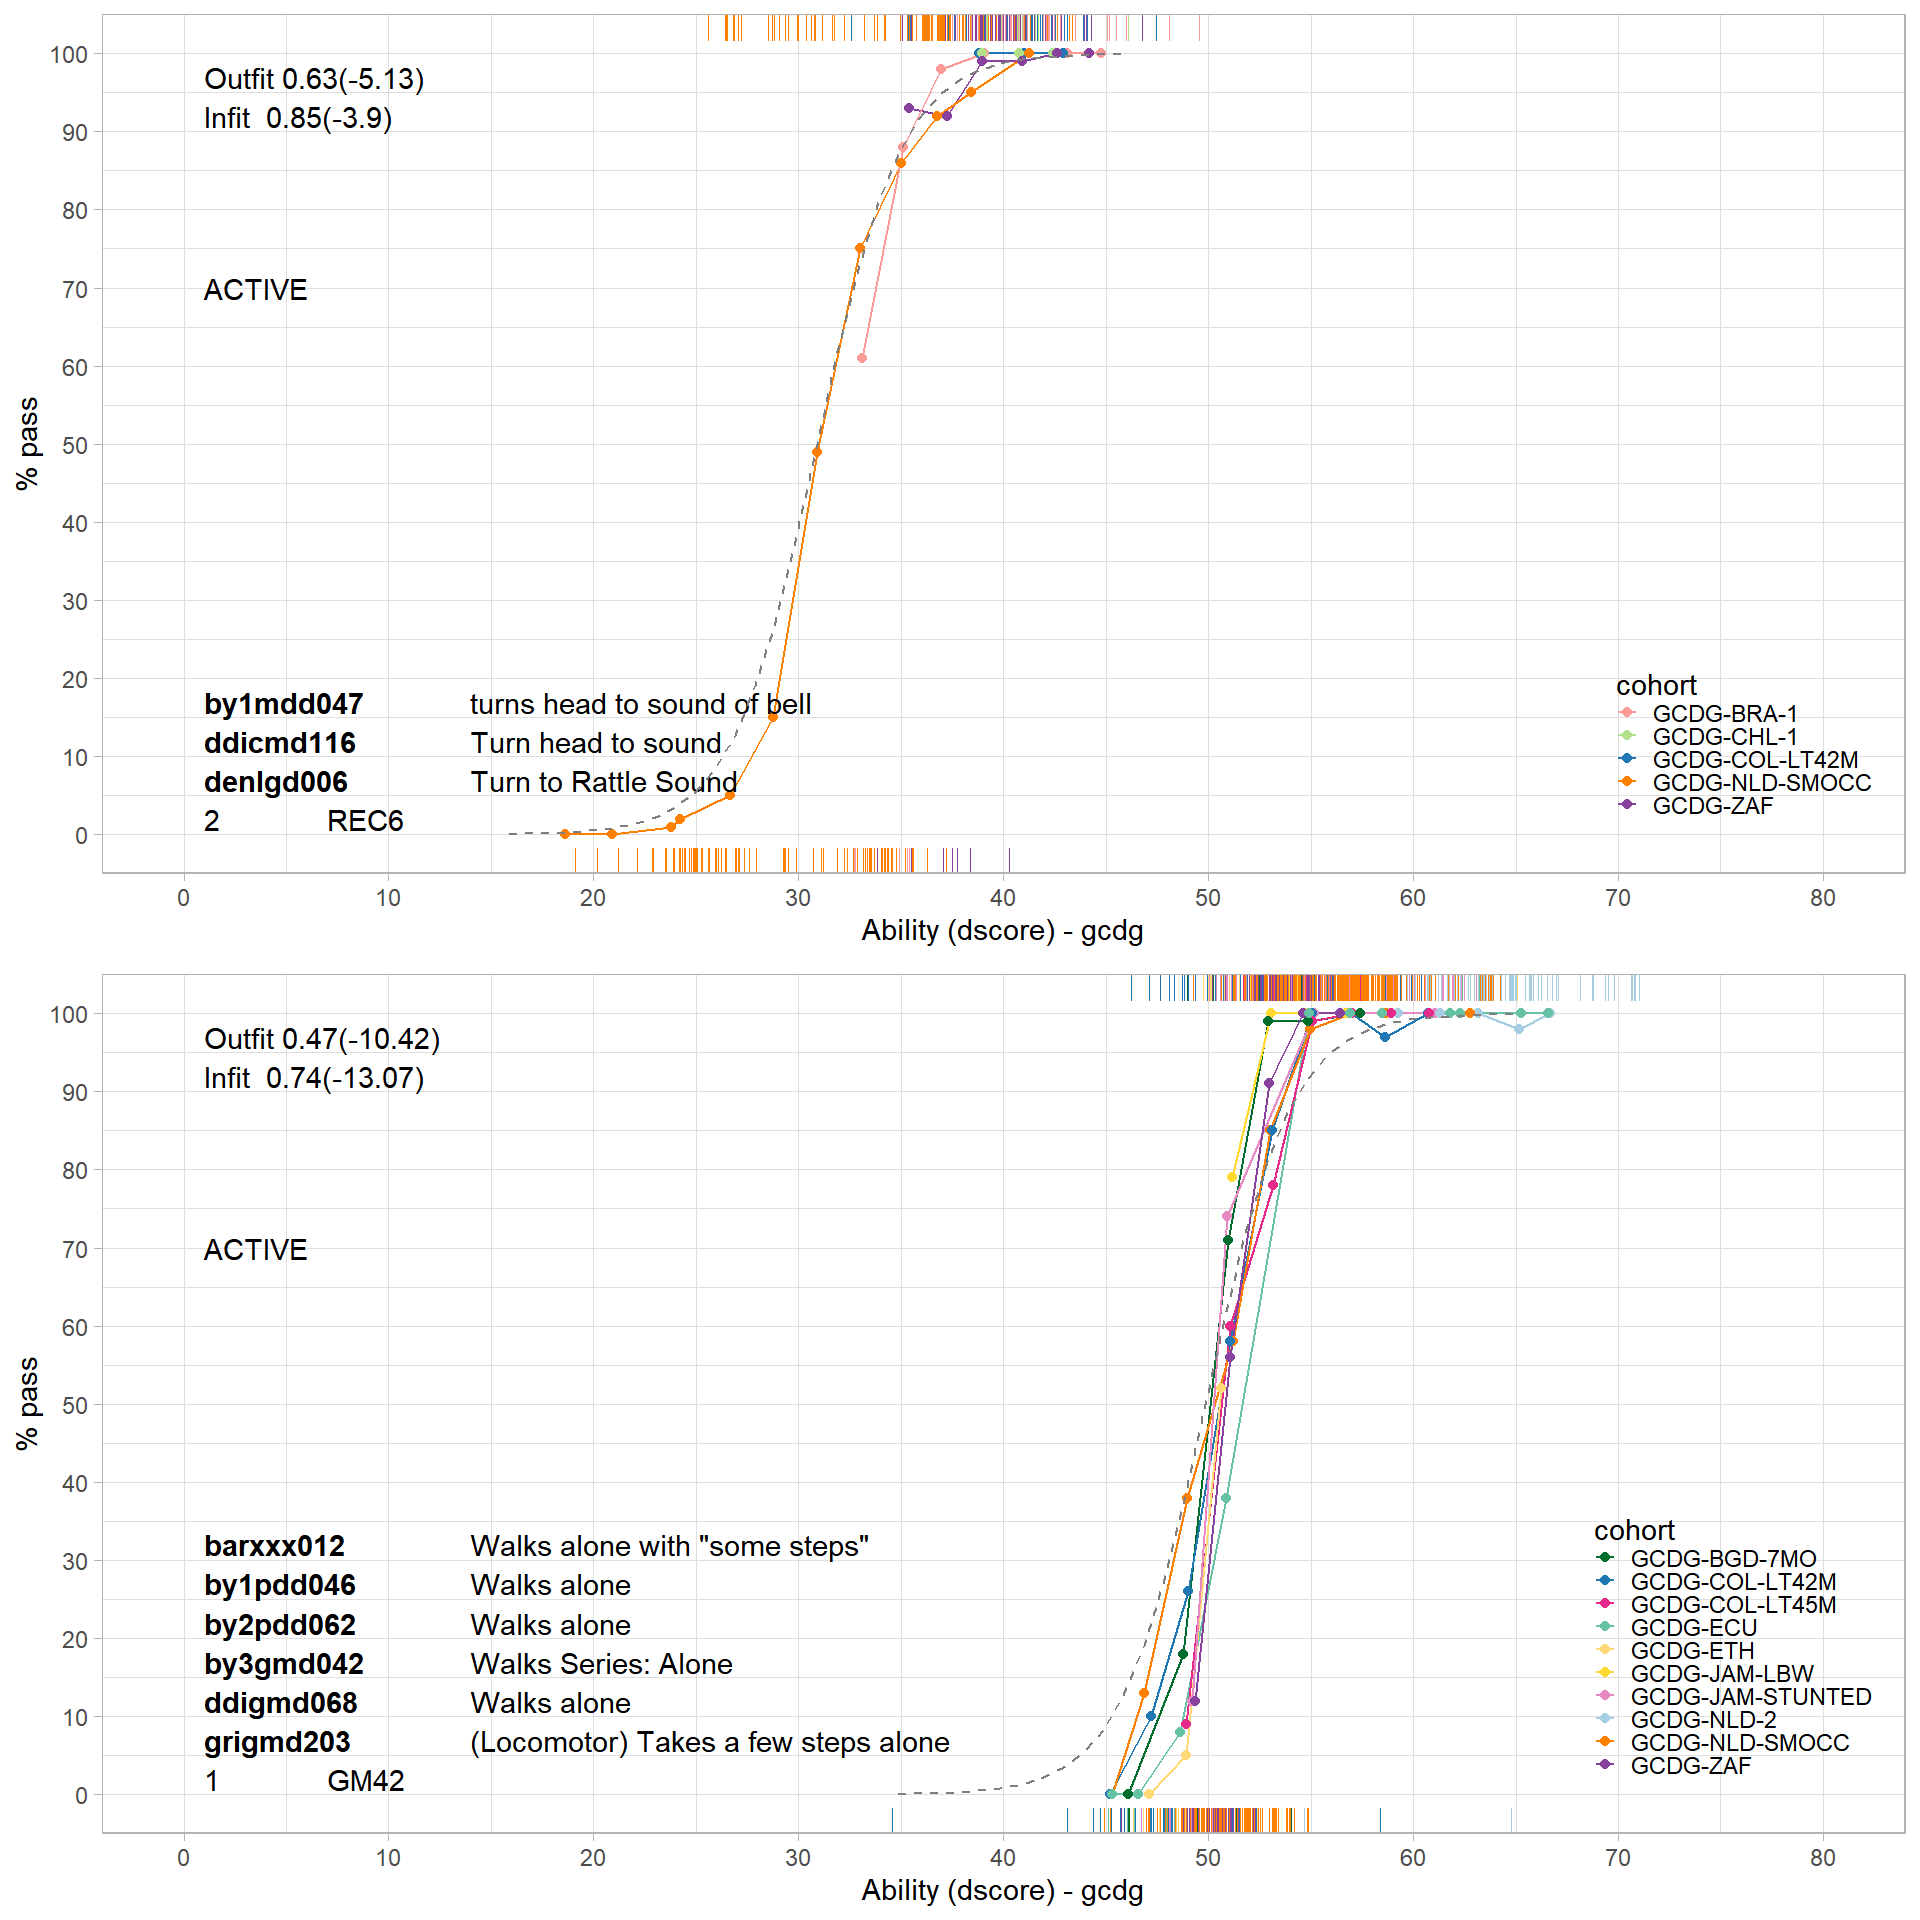 100
90
80
70
60
50
40
30
20
10
0
% pass
Outfit 0.63(-5.13)
Infit 0.85(-3.9)
ACTIVE
by1mdd047 turns head to sound of bell
ddicmd116 Turn head to sound
denlgd006 Turn to Rattle Sound
2 REC6
cohort
GCDG-BRA-1
GCDG-CHL-1
GCDG-COL-LT42M
GCDG-NLD-SMOCC
GCDG-ZAF
0 10 20 30 40 50 60 70 80
Ability (dscore) - gcdg
100
90
80
70
60
50
40
30
20
10
0
% pass
Outfit 0.47(-10.42)
Infit 0.74(-13.07)
ACTIVE
barxxx012 Walks alone with "some steps"
by1pdd046 Walks alone
by2pdd062 Walks alone
by3gmd042 Walks Series: Alone
ddigmd068 Walks alone
grigmd203 (Locomotor) Takes a few steps alone
1 GM42
cohort
GCDG-BGD-7MO
GCDG-COL-LT42M
GCDG-COL-LT45M
GCDG-ECU
GCDG-ETH
GCDG-JAM-LBW
GCDG-JAM-STUNTED
GCDG-NLD-2
GCDG-NLD-SMOCC
GCDG-ZAF
0 10 20 30 40 50 60 70 80
Ability (dscore) - gcdg